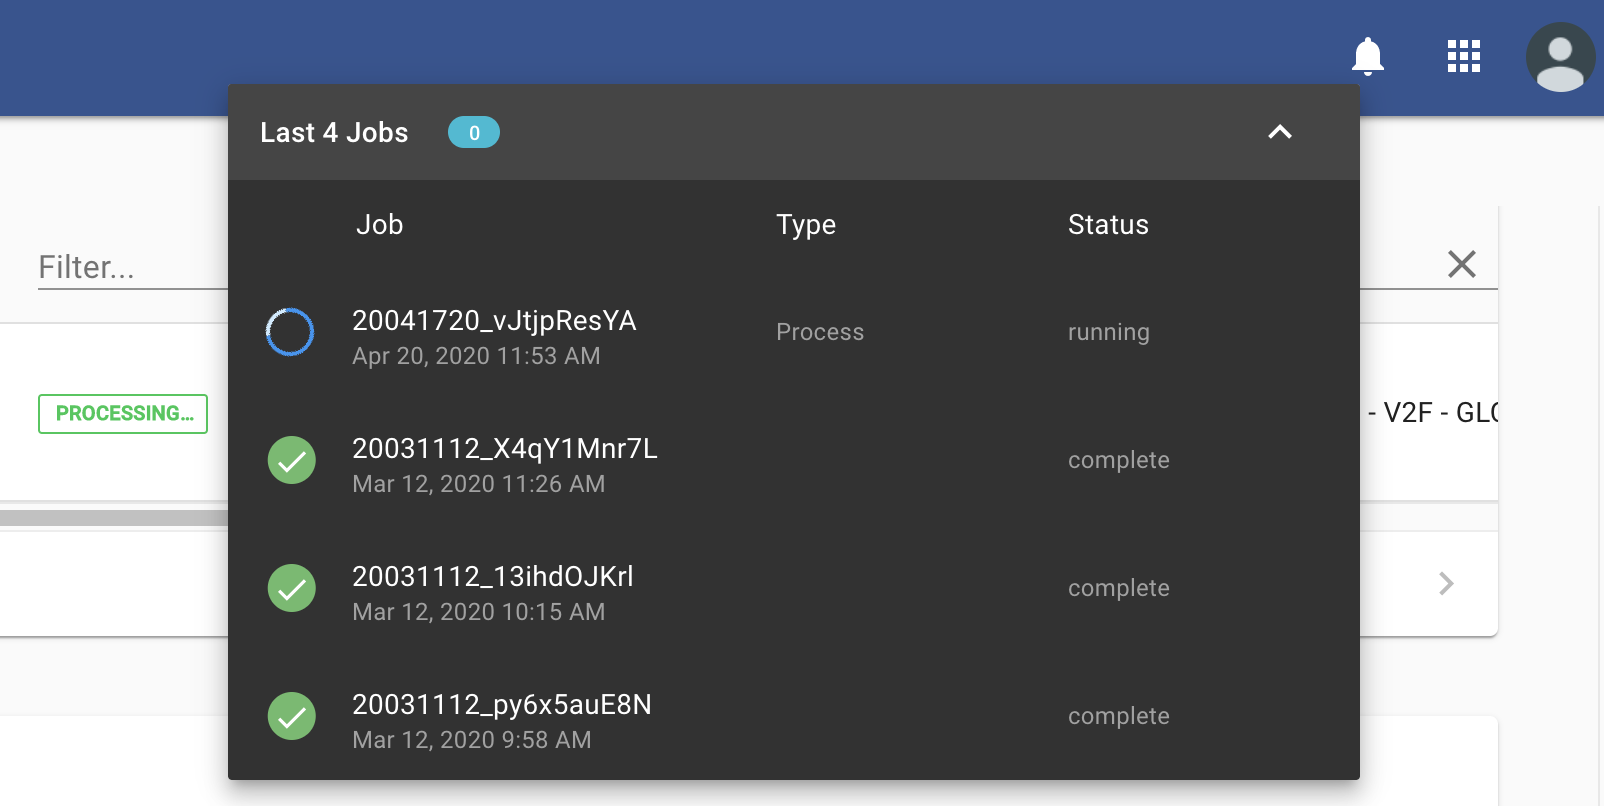 Last 4 Jobs 0
Job Type Status
Filter...
20041720_vJtjpResYA
Apr 20, 2020 11:53 AM
Process
running
PROCESSING...
- V2F - GLO
20031112_X4qY1Mnr7L
Mar 12, 2020 11:26 AM
complete
20031112_13ihdOJKrl
Mar 12, 2020 10:15 AM
complete
20031112_py6x5auE8N
Mar 12, 2020 9:58 AM
complete